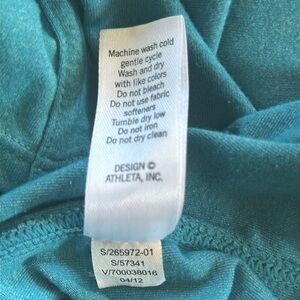 Machine wash cold
gentle cycle
Wash and dry
with like colors
Do not bleach
Do not use fabric
softeners
Tumble dry low
Do not iron
Do not dry clean
DESIGN ©
ATHLETA, INC.
S/265972-01
S/57341
V/700038016
04/12